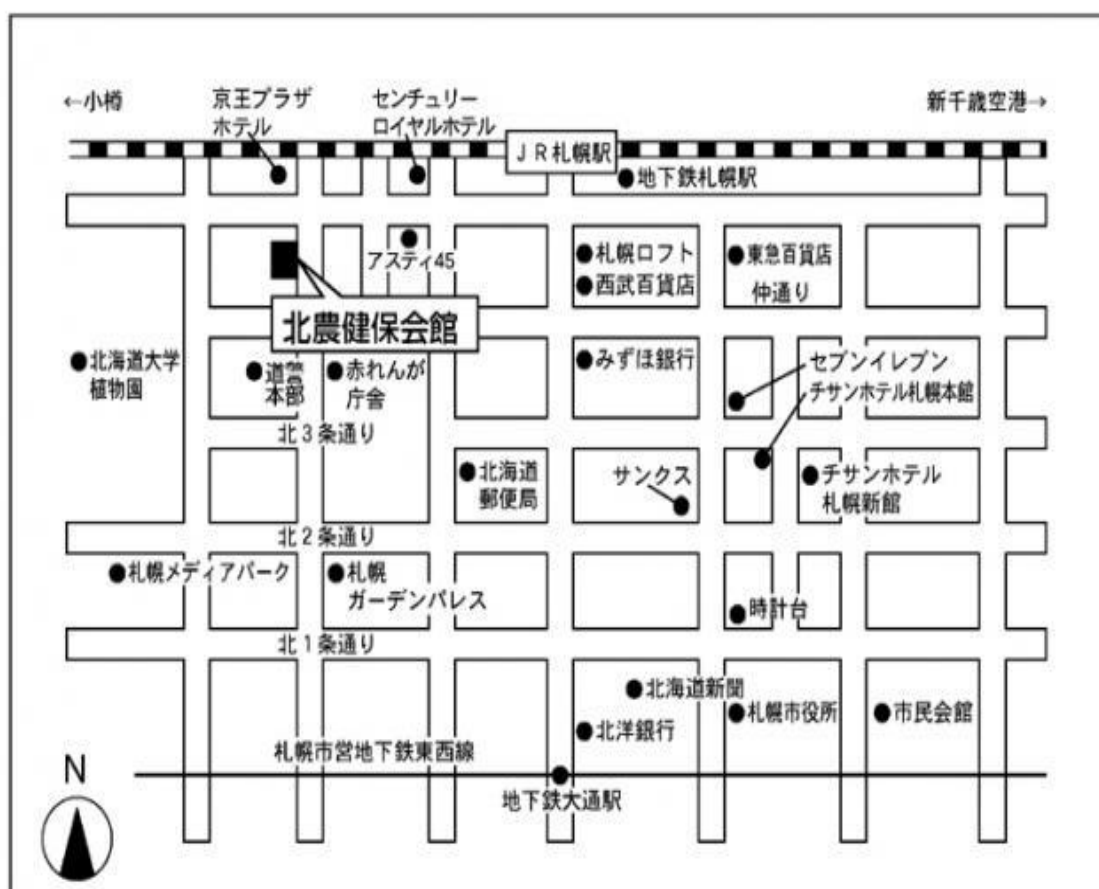 ←小樽
京王プラザ
ホテル
センチュリー
ロイヤルホテル
新千歳空港→
JR札幌駅
地下鉄札幌駅
アスティ45
札幌ロフト
西武百貨店
東急百貨店
仲通り
北農健保会館
北海道大学
植物園
道警
本部
赤れんが
庁舎
みずほ銀行
セブンイレブン
チサンホテル札幌本館
北3条通り
北海道
郵便局
サンクス
チサンホテル
札幌新館
北2条通り
札幌メディアパーク
札幌
ガーデンパレス
時計台
北1条通り
北海道新聞
北洋銀行
札幌市役所
市民会館
札幌市営地下鉄東西線
地下鉄大通駅
N